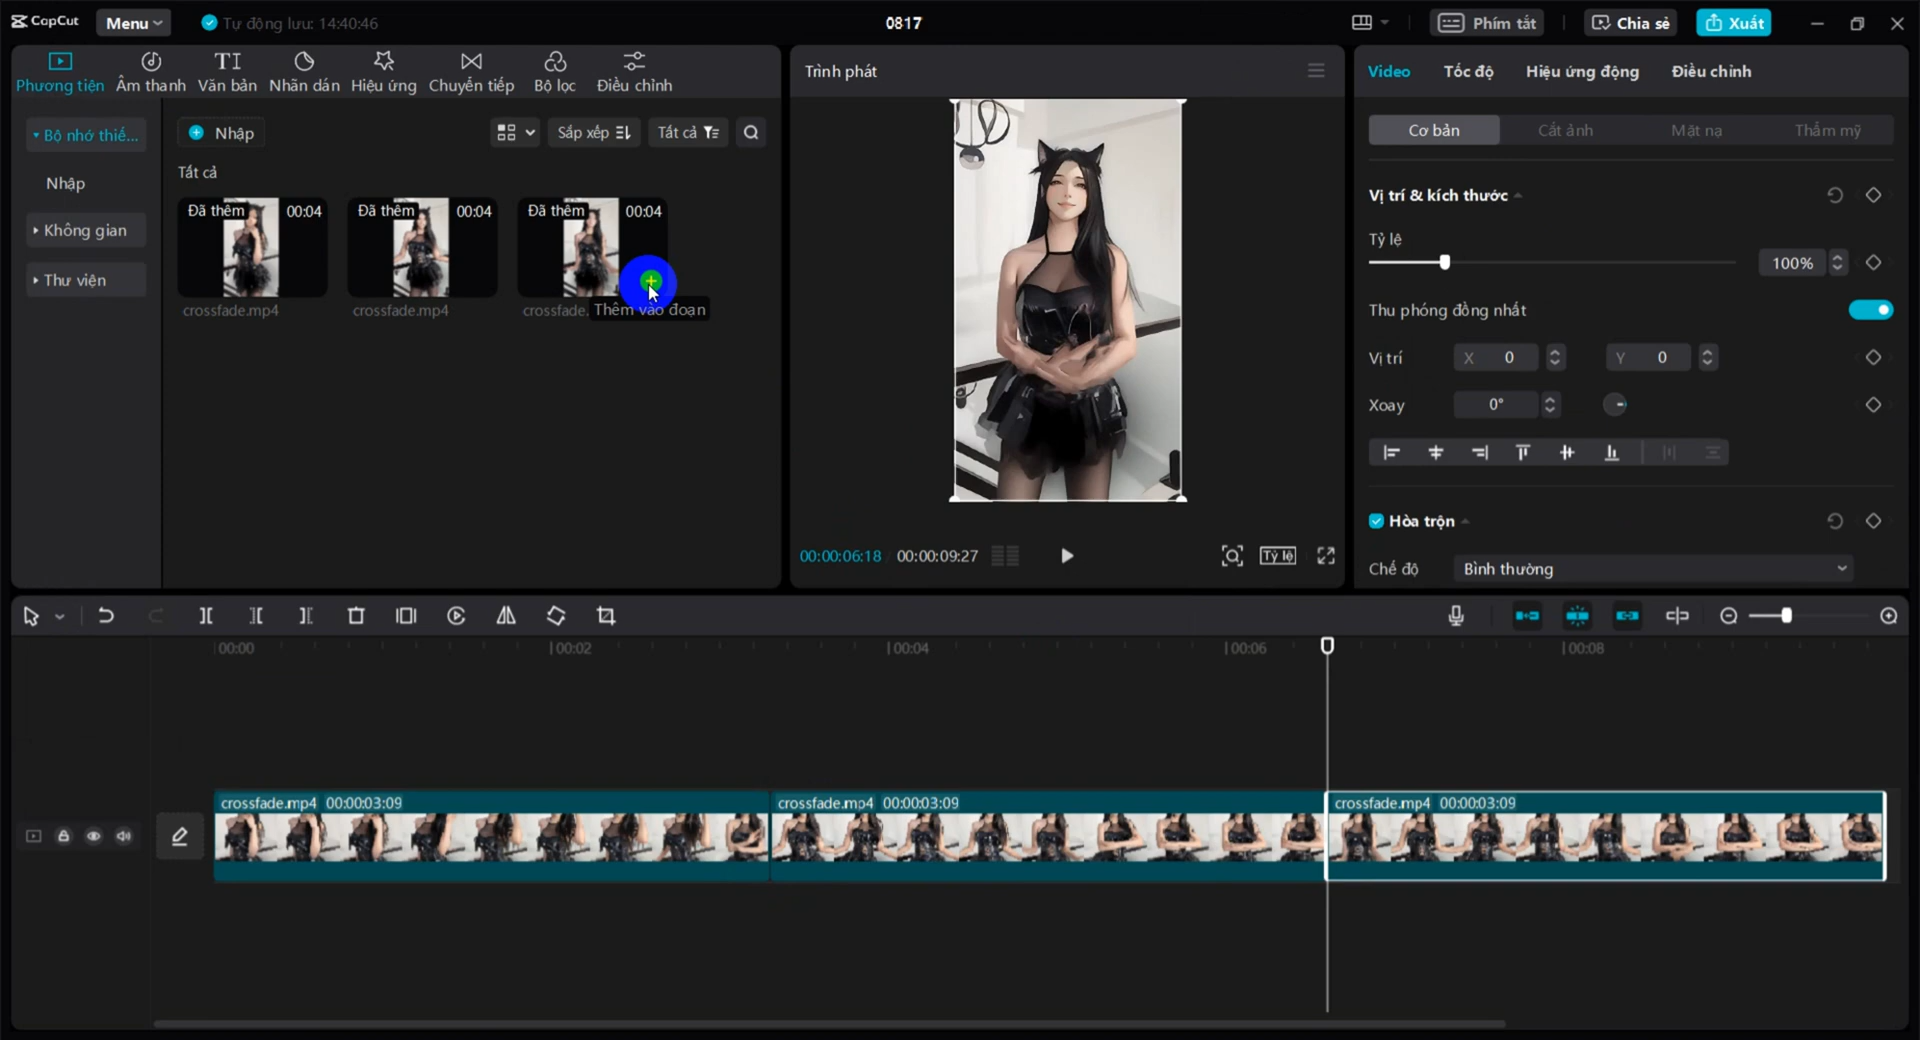 CapCut
Menu
Tự động lưu: 14:40:46
0817
Phím tắt
Chia sẻ
Xuất
Phương tiện
Âm thanh
Văn bản
Nhãn dán
Hiệu ứng
Chuyển tiếp
Bộ lọc
Điều chỉnh
Bộ nhớ thiế...
Nhập
Không gian
Thư viện
Nhập
Sắp xếp
Tất cả
Tất cả
Đã thêm 00:04
Đã thêm 00:04
Đã thêm 00:04
crossfade.mp4
crossfade.mp4
crossfade.
Thêm vào đoạn
Trình phát
00:00:06:18 00:00:09:27
Tỷ lệ
Video
Tốc độ
Hiệu ứng động
Điều chỉnh
Cơ bản
Cắt ảnh
Mặt nạ
Thẩm mỹ
Vị trí & kích thước
Tỷ lệ
100%
Thu phóng đồng nhất
Vị trí X 0 Y 0
Xoay 0°
Hòa trộn
Chế độ Bình thường
00:00 00:02 00:04 00:06 00:08
crossfade.mp4 00:00:03:09
crossfade.mp4 00:00:03:09
crossfade.mp4 00:00:03:09